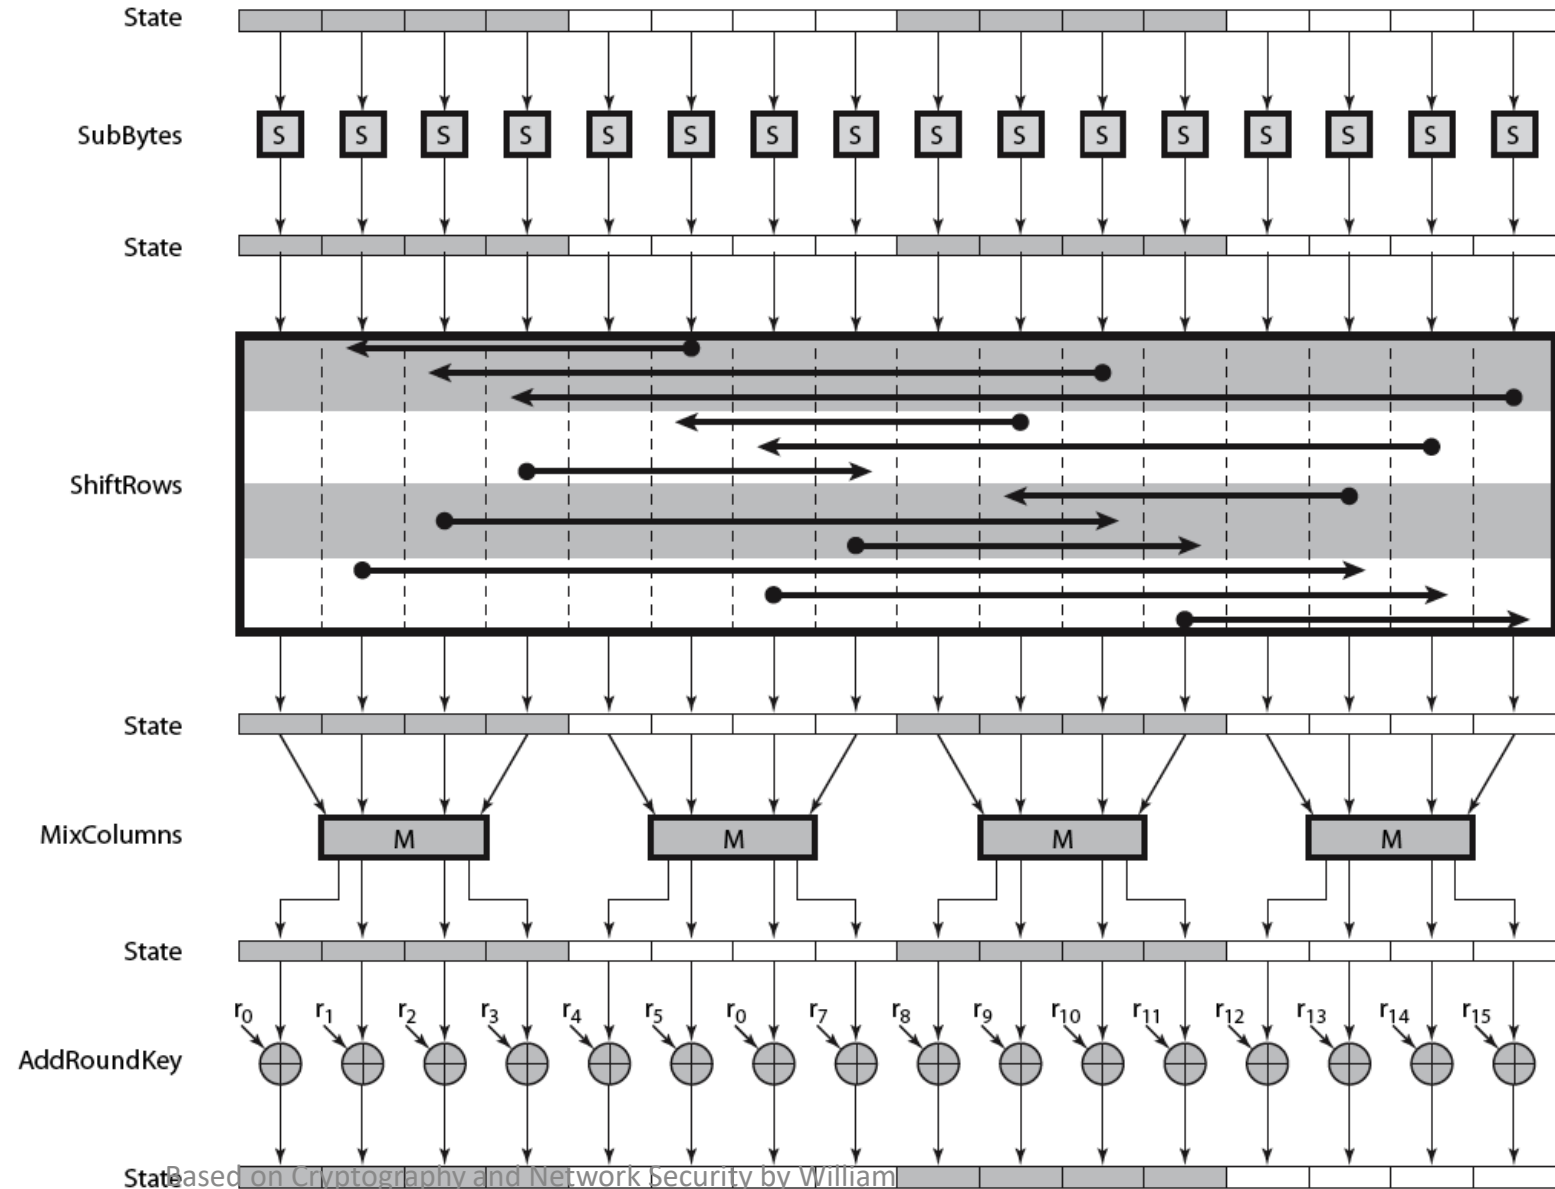 State
SubBytes S S S S S S S S S S S S S S S S
State
ShiftRows
State
MixColumns M M M M
State
r0 r1 r2 r3 r4 r5 r0 r7 r8 r9 r10 r11 r12 r13 r14 r15
AddRoundKey
State
Based on Cryptography and Network Security by William